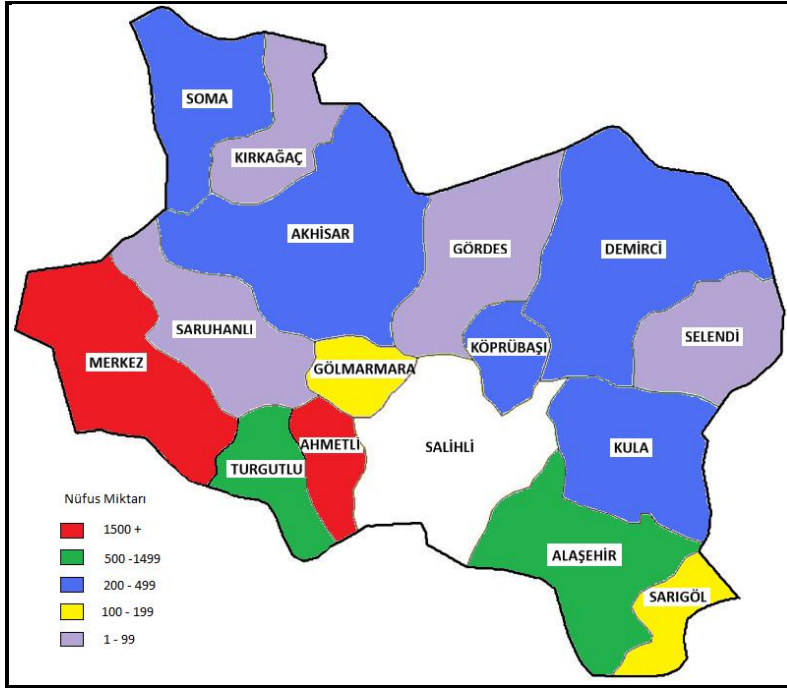 SOMA
KIRKAĞAÇ
AKHİSAR
GÖRDES
DEMİRCİ
SARUHANLI
MERKEZ
GÖLMARMARA
KÖPRÜBAŞI
SELENDİ
AHMETLİ
SALİHLİ
KULA
TURGUTLU
ALAŞEHİR
SARIGÖL
Nüfus Miktarı
1500 +
500 -1499
200 - 499
100 - 199
1 - 99